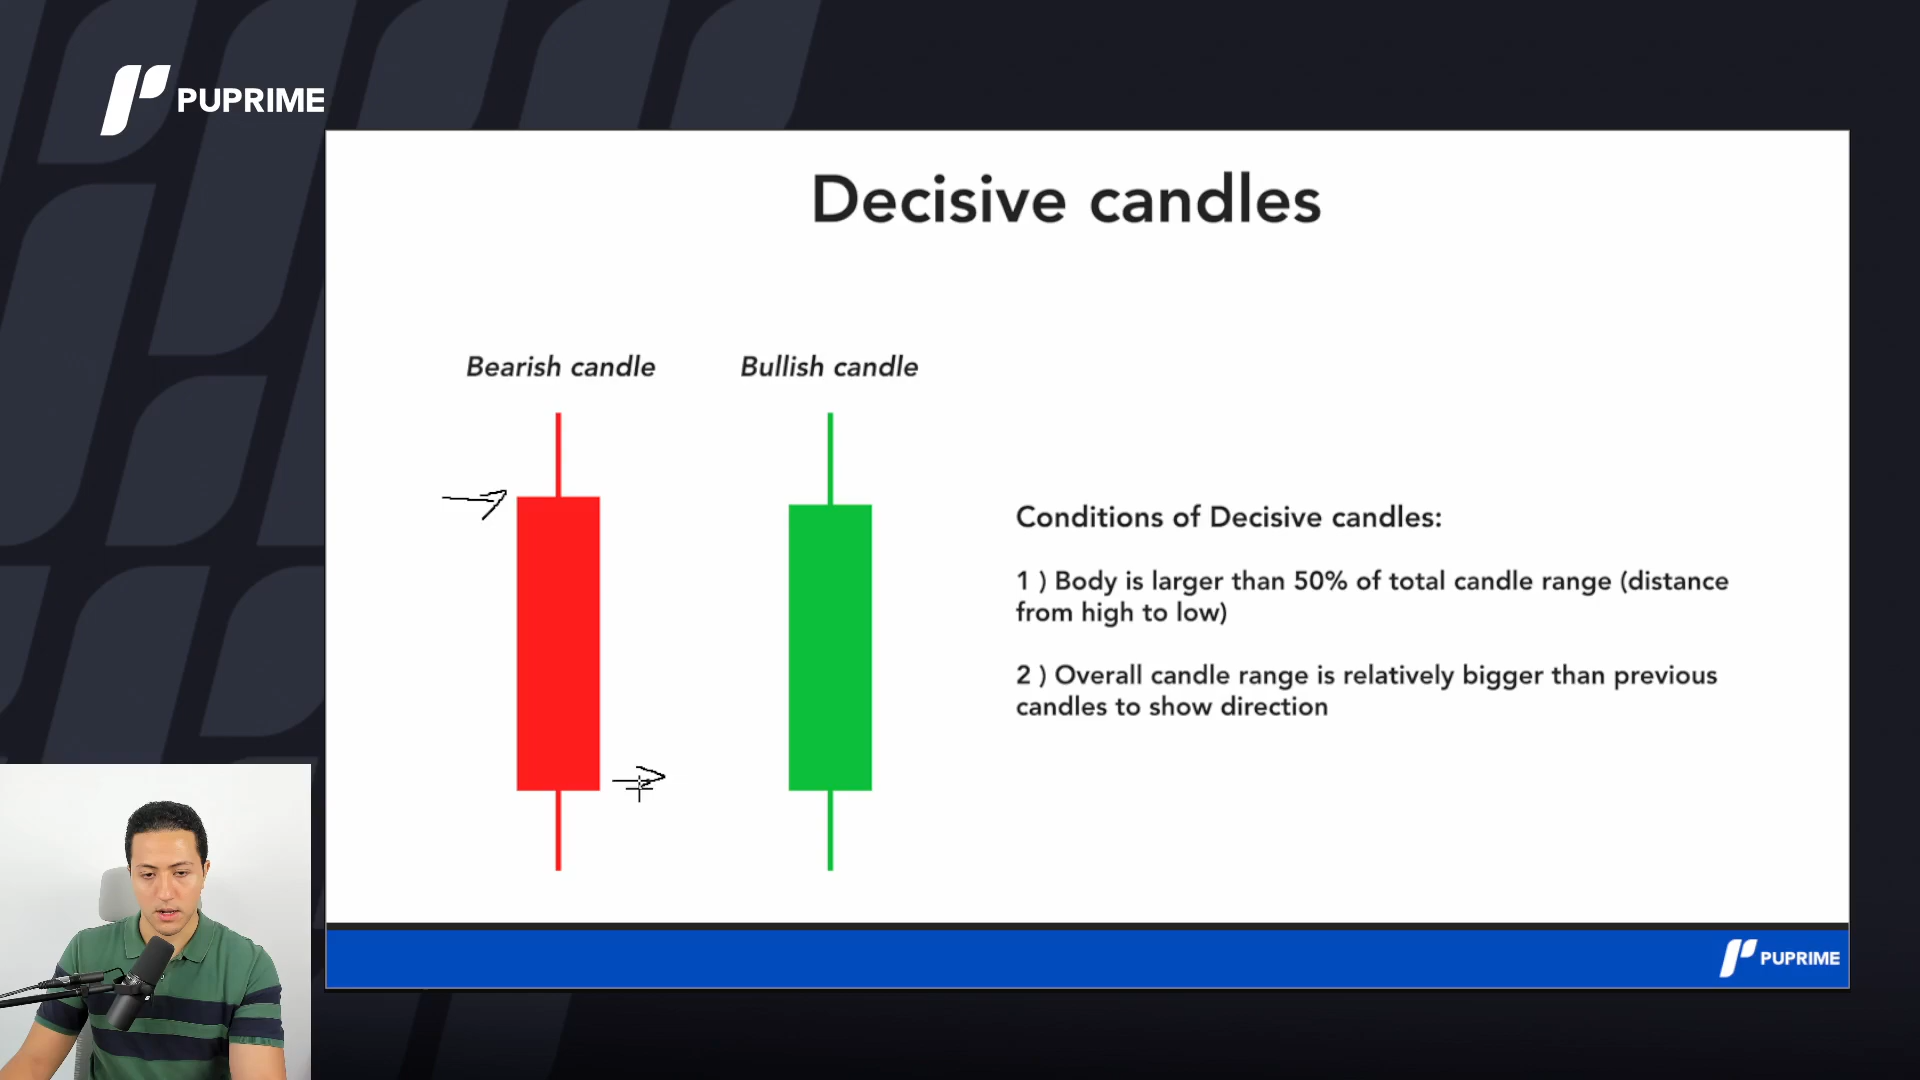 PUPRIME
Decisive candles
Bearish candle
Bullish candle
Conditions of Decisive candles:
1 ) Body is larger than 50% of total candle range (distance
from high to low)
2 ) Overall candle range is relatively bigger than previous
candles to show direction
PUPRIME